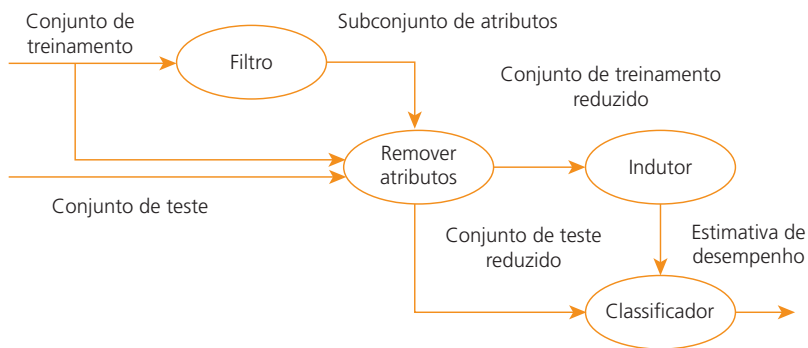 Conjunto de
treinamento
Filtro
Subconjunto de atributos
Conjunto de treinamento
reduzido
Remover
atributos
Indutor
Conjunto de teste
Conjunto de teste
reduzido
Estimativa de
desempenho
Classificador